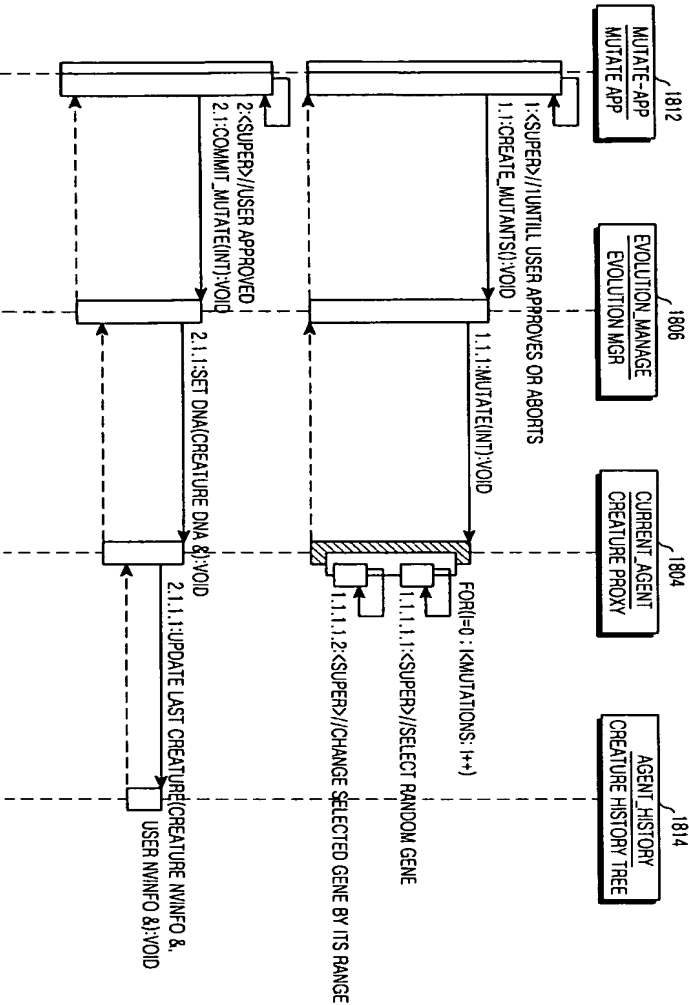 1812
MUTATE-APP
MUTATE APP
1806
EVOLUTION_MANAGE
EVOLUTION MGR
1804
CURRENT_AGENT
CREATURE PROXY
1814
AGENT_HISTORY
CREATURE HISTORY TREE
1:<SUPER>//1UNTILL USER APPROVES OR ABORTS
1.1:CREATE_MUTANTS():VOID
1.1.1:MUTATE(INT):VOID
FOR(I=0 ; I<MUTATIONS; I++)
1.1.1.1.1:<SUPER>//SELECT RANDOM GENE
1.1.1.1.2:<SUPER>//CHANGE SELECTED GENE BY ITS RANGE
2:<SUPER>//USER APPROVED
2.1:COMMIT_MUTATE(INT):VOID
2.1.1:SET DNA(CREATURE DNA &):VOID
2.1.1.1:UPDATE LAST CREATURE(CREATURE NVINFO &,
USER NVINFO &):VOID